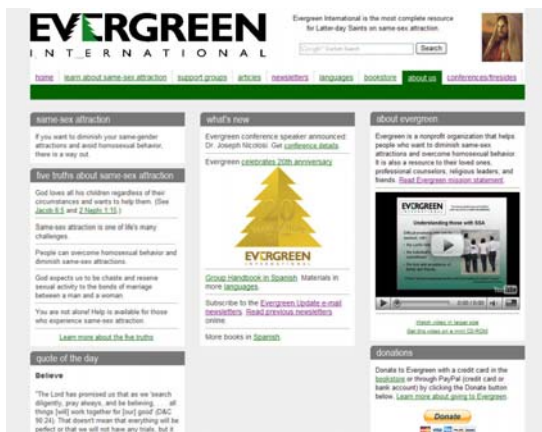 EVERGREEN
INTERNATIONAL
Evergreen International is the most complete resource
for Latter-day Saints on same-sex attraction.
Search
home learn about same-sex attraction support groups articles newsletters languages bookstore about us conferences/firesides
same-sex attraction
If you want to diminish your same-gender
attractions and avoid homosexual behavior,
there is a way out.
five truths about same-sex attraction
God loves all his children regardless of their
circumstances and wants to help them. (See
Jacob 6:5 and 2 Nephi 1:15.)
Same-sex attraction is one of life's many
challenges.
People can overcome homosexual behavior and
diminish same-sex attractions.
God expects us to be chaste and reserve
sexual activity to the bonds of marriage
between a man and a woman.
You are not alone! Help is available for those
who experience same-sex attraction.
Learn more about the five truths
quote of the day
Believe
"The Lord has promised us that as we 'search
diligently, pray always, and be believing, . . . all
things [will] work together for [our] good' (D&C
90:24). That doesn't mean that everything will be
perfect or that we will not have any trials, but it
what's new
Evergreen conference speaker announced:
Dr. Joseph Nicolosi. Get conference details.
Evergreen celebrates 20th anniversary
20
EVERGREEN
INTERNATIONAL
Group Handbook in Spanish. Materials in
more languages.
Subscribe to the Evergreen Update e-mail
newsletters. Read previous newsletters
online.
More books in Spanish.
about evergreen
Evergreen is a nonprofit organization that helps
people who want to diminish same-sex
attractions and overcome homosexual behavior.
It is also a resource to their loved ones,
professional counselors, religious leaders, and
friends. Read Evergreen mission statement.
EVERGREEN
Understanding those with SSA
YouTube
0:00 / 0:00
Watch video in larger size
Get this video on a mini CD-ROM
donations
Donate to Evergreen with a credit card in the
bookstore or through PayPal (credit card or
bank account) by clicking the Donate button
below. Learn more about giving to Evergreen.
Donate